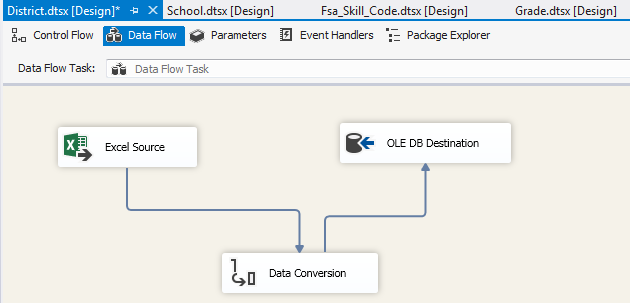 District.dtsx [Design]* School.dtsx [Design] Fsa_Skill_Code.dtsx [Design] Grade.dtsx [Design]
Control Flow Data Flow Parameters Event Handlers Package Explorer
Data Flow Task: Data Flow Task
Excel Source
OLE DB Destination
Data Conversion